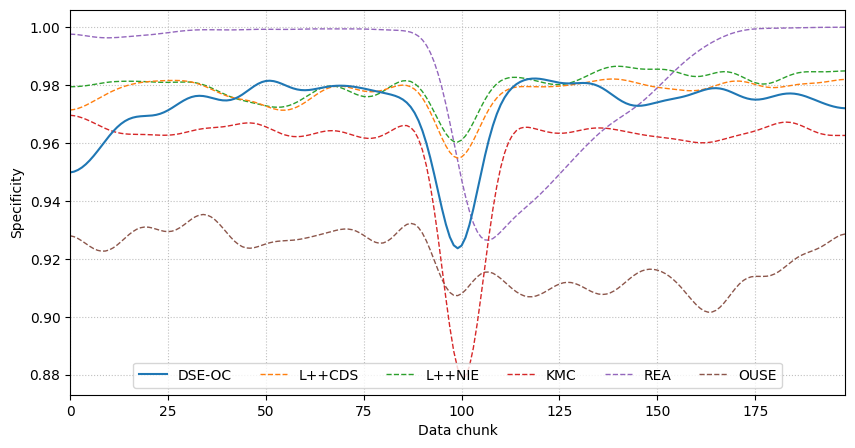 1.00
0.98
0.96
0.94
0.92
0.90
0.88
Specificity
DSE-OC L++CDS L++NIE KMC REA OUSE
0 25 50 75 100 125 150 175
Data chunk